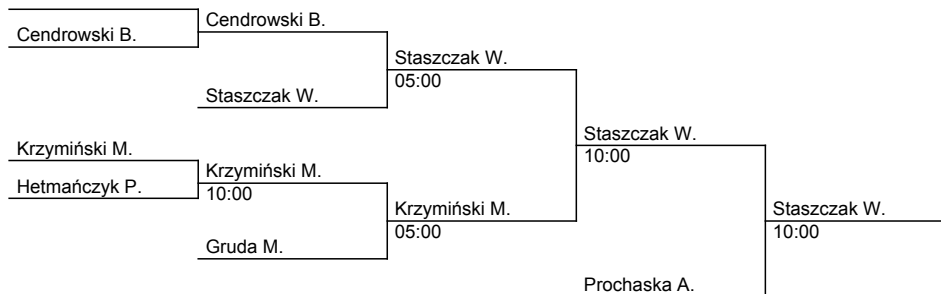 Cendrowski B.
Cendrowski B.
Staszczak W.
05:00
Staszczak W.
Staszczak W.
10:00
Krzymiński M.
Krzymiński M.
10:00
Hetmańczyk P.
Krzymiński M.
05:00
Staszczak W.
10:00
Gruda M.
Prochaska A.